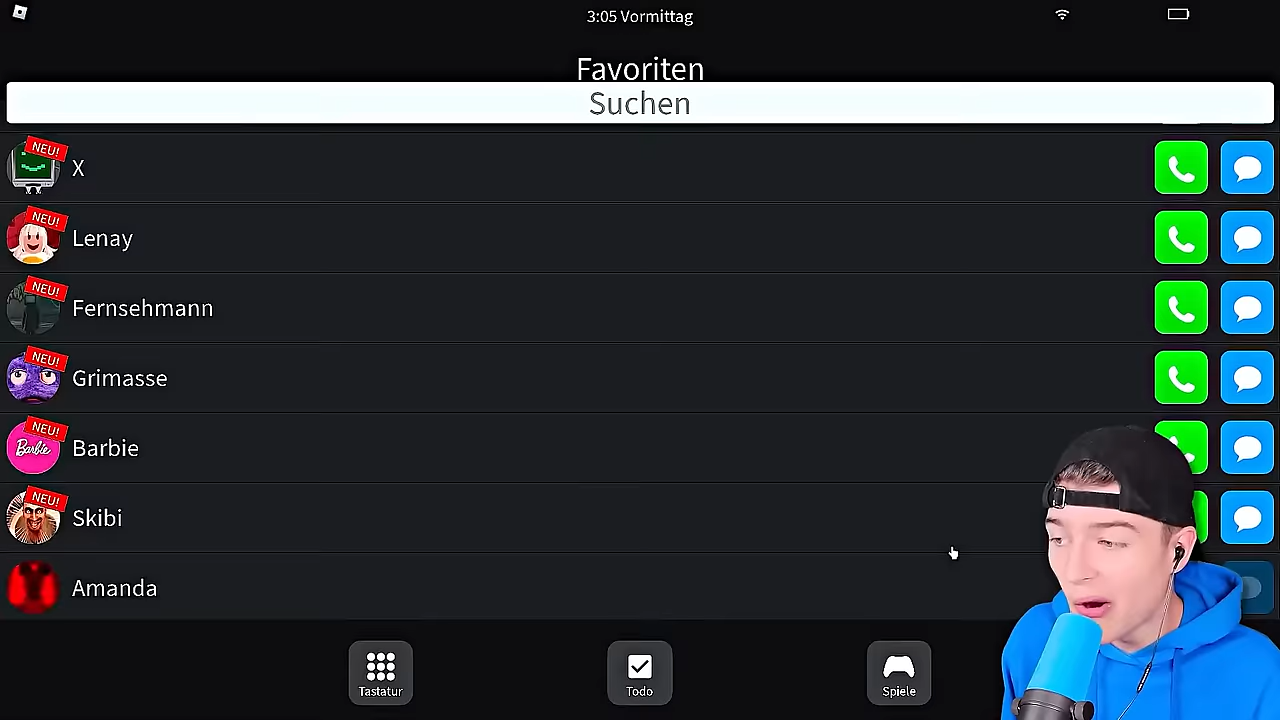 3:05 Vormittag
Favoriten
Suchen
NEU!
X
NEU!
Lenay
NEU!
Fernsehmann
NEU!
Grimasse
NEU!
Barbie
Barbie
NEU!
Skibi
Amanda
Tastatur
Todo
Spiele